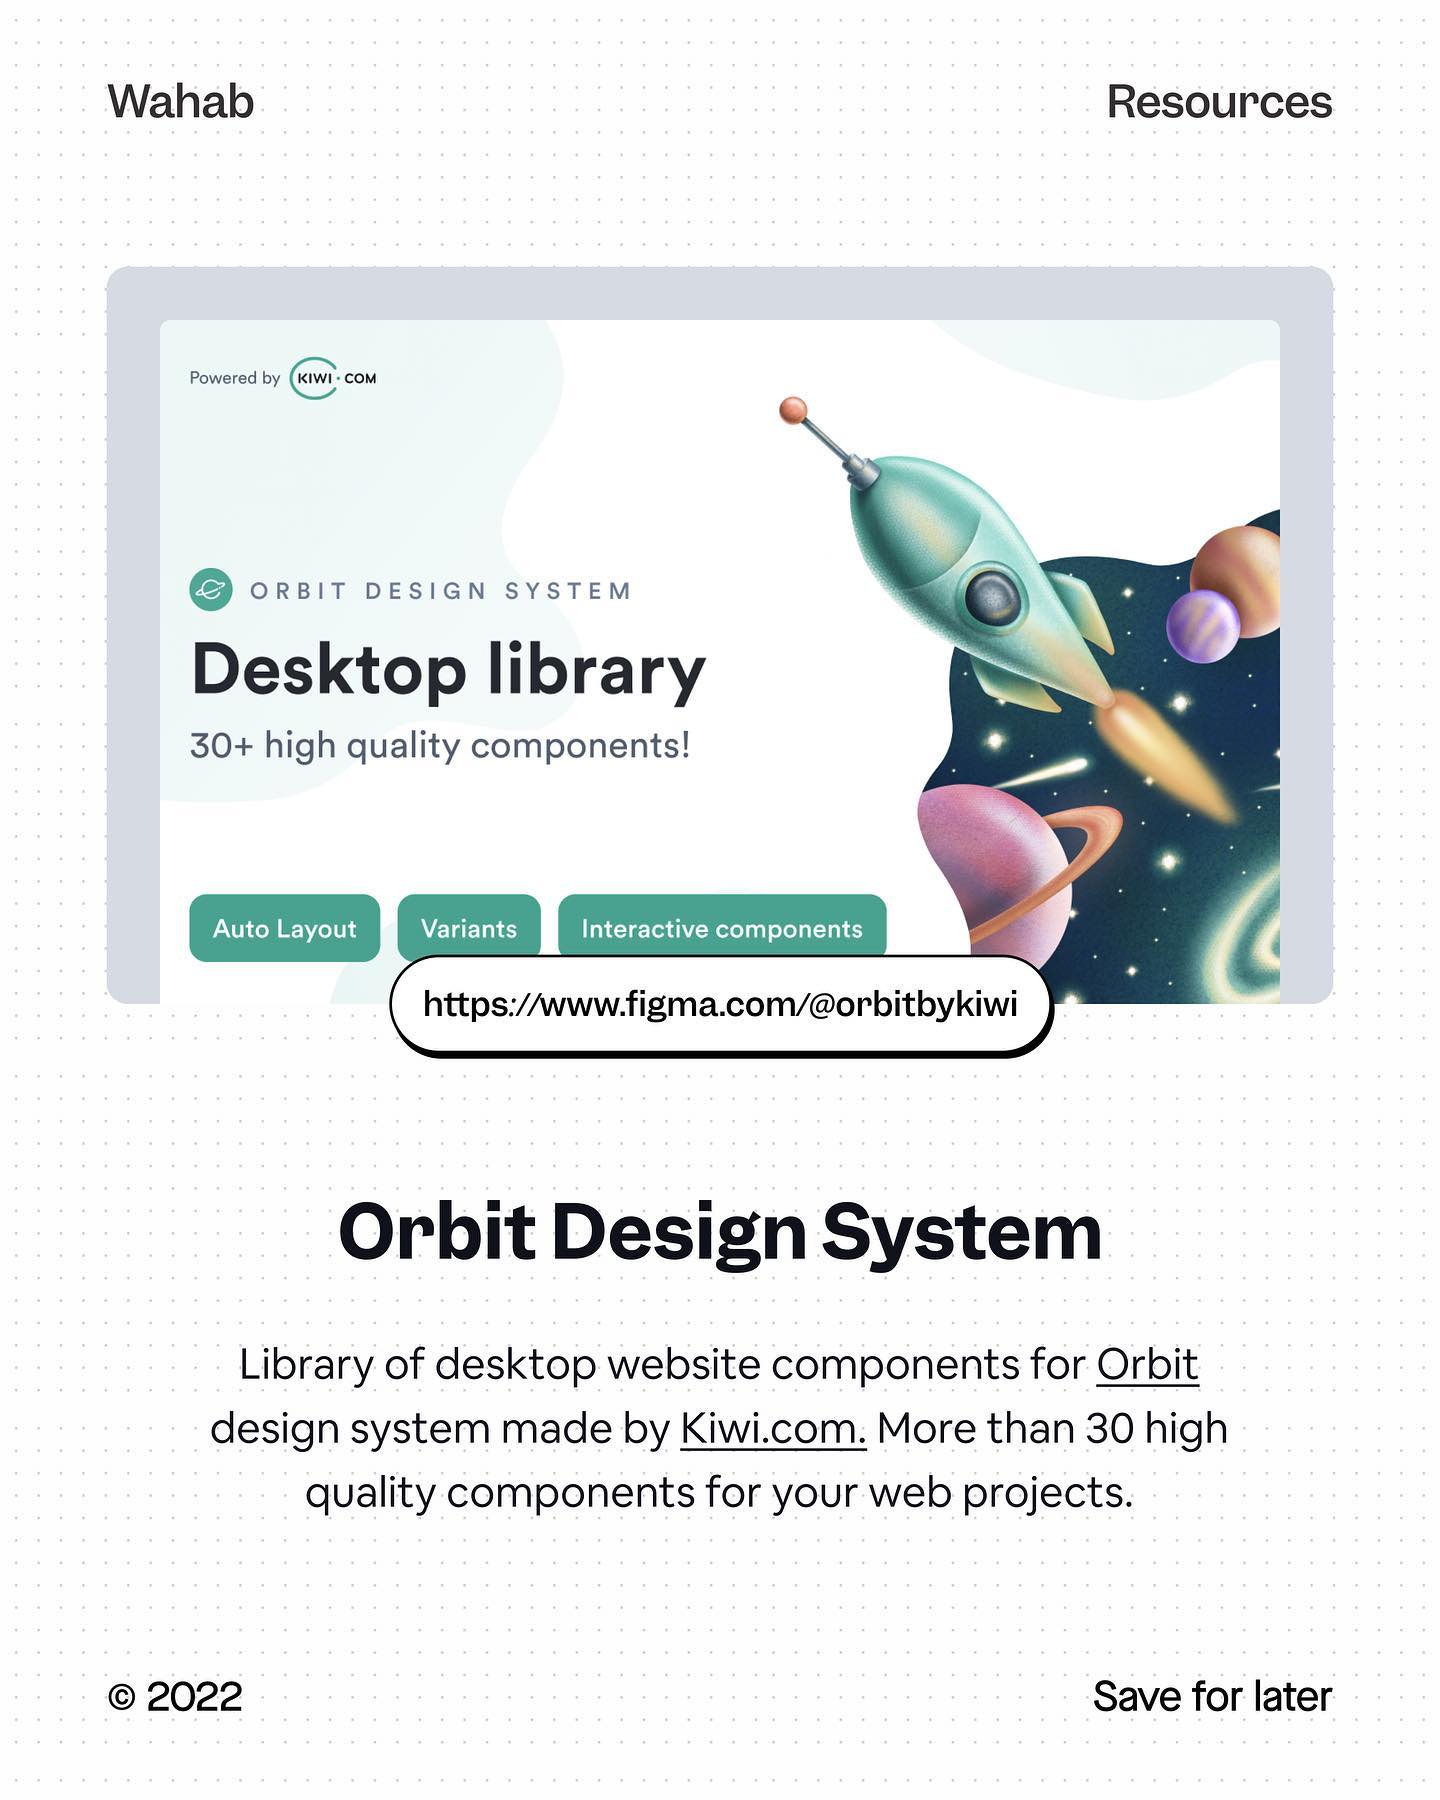 Wahab
Resources
Powered by KIWI.COM
ORBIT DESIGN SYSTEM
Desktop library
30+ high quality components!
Auto Layout
Variants
Interactive components
https://www.figma.com/@orbitbykiwi
Orbit Design System
Library of desktop website components for Orbit
design system made by Kiwi.com. More than 30 high
quality components for your web projects.
© 2022
Save for later